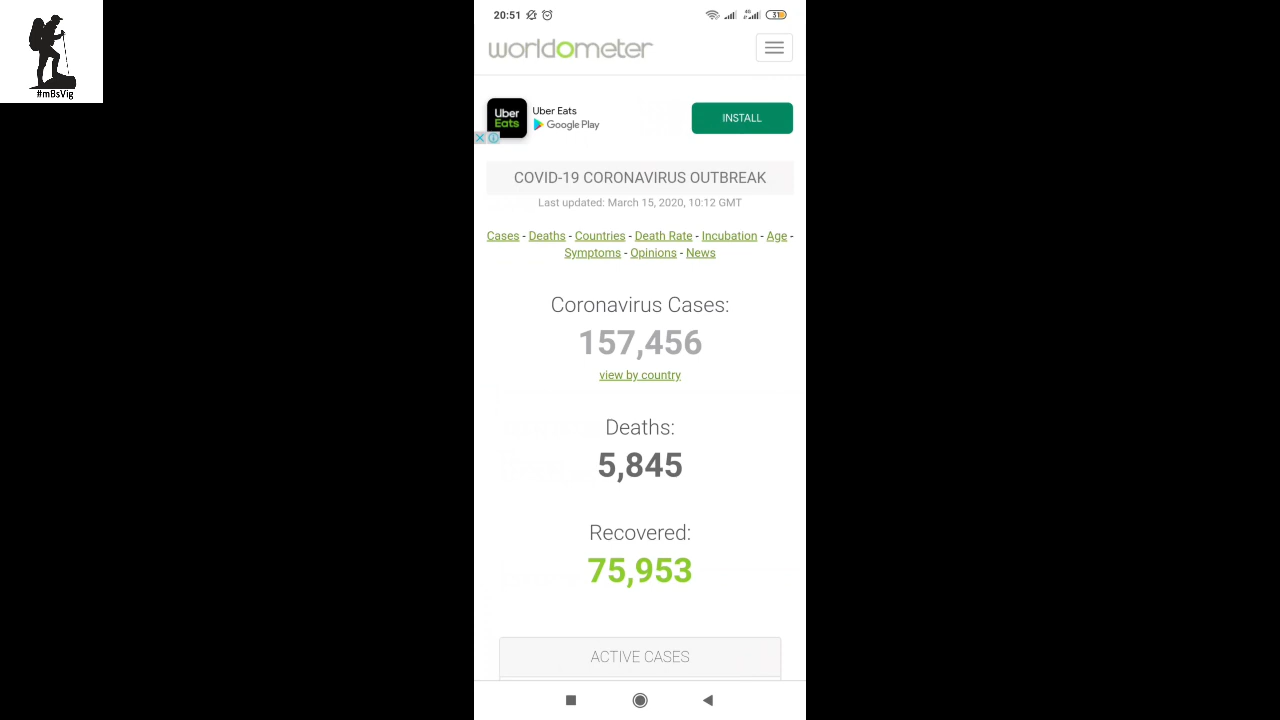 #mBsVig
20:51
4G
31
worldometer
Uber Eats
Uber Eats
Google Play
INSTALL
COVID-19 CORONAVIRUS OUTBREAK
Last updated: March 15, 2020, 10:12 GMT
Cases - Deaths - Countries - Death Rate - Incubation - Age -
Symptoms - Opinions - News
Coronavirus Cases:
157,456
view by country
Deaths:
5,845
Recovered:
75,953
ACTIVE CASES